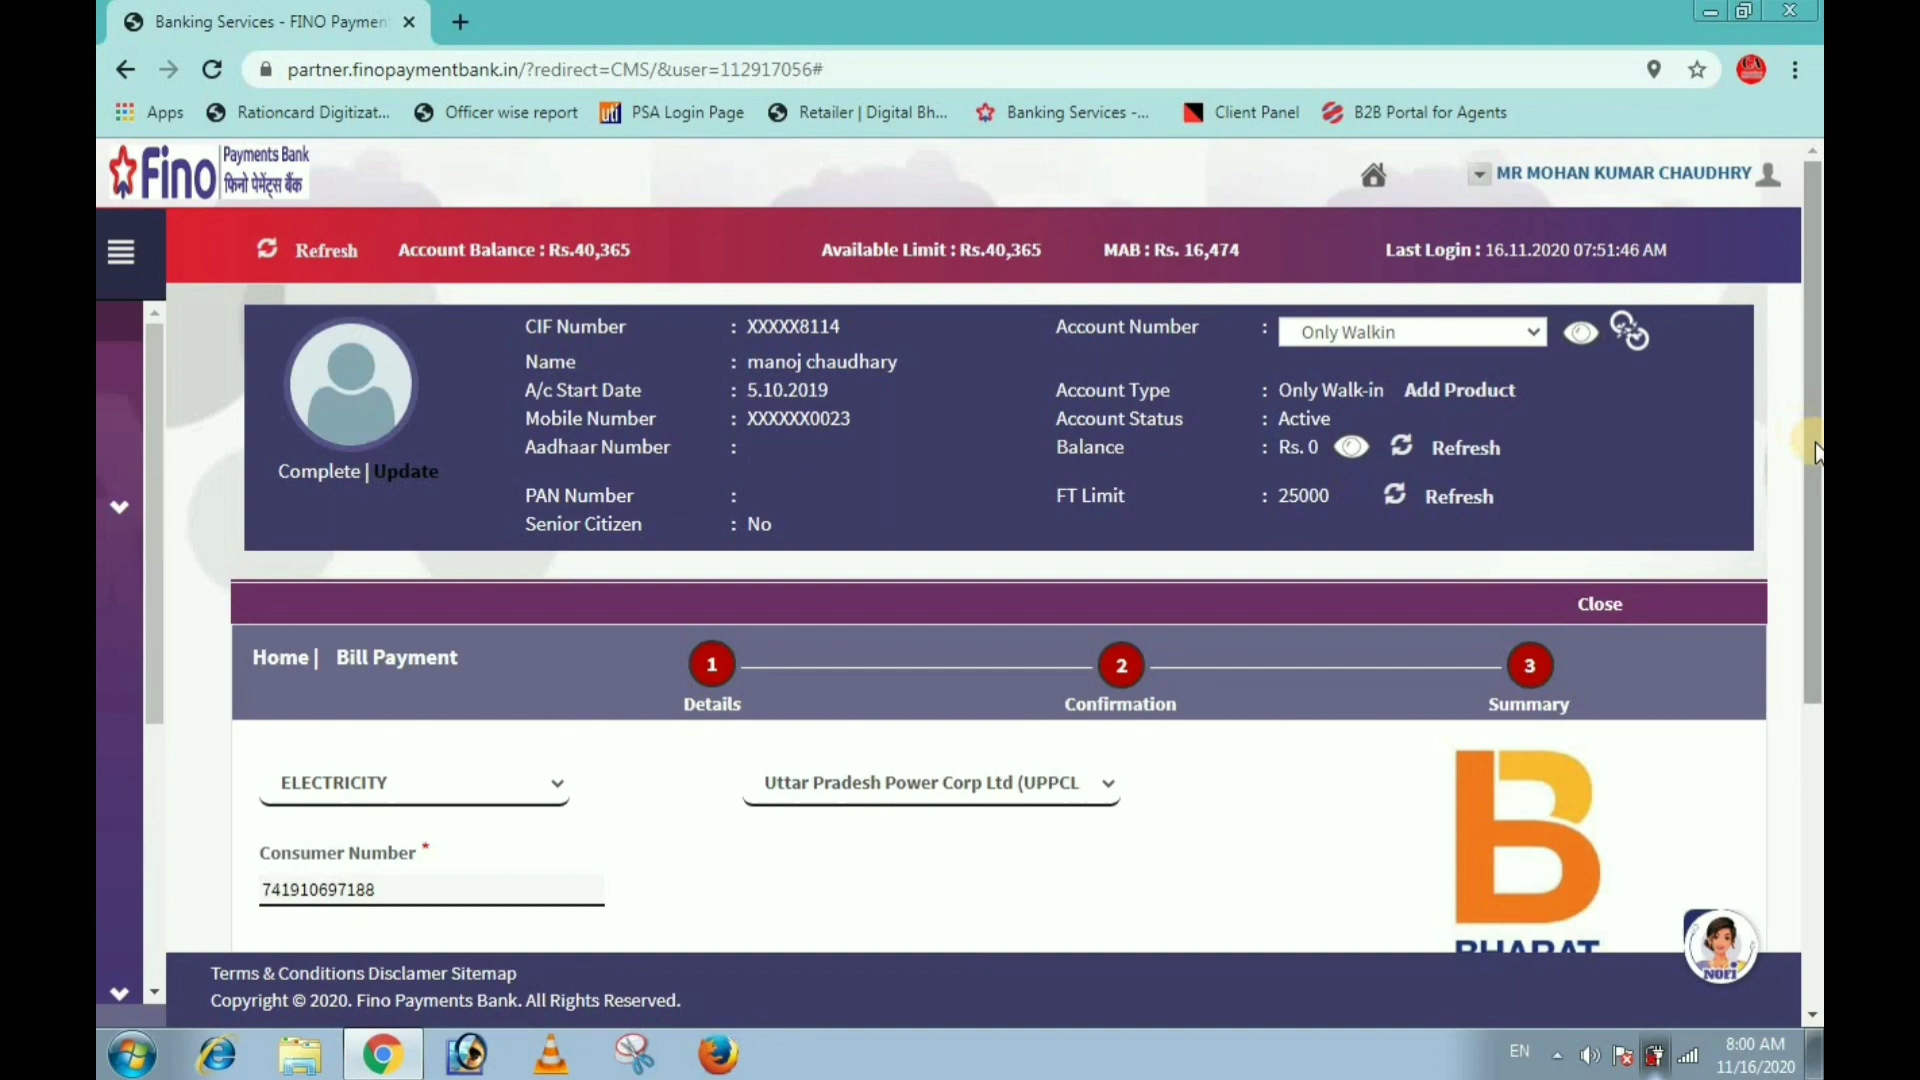 Banking Services - FINO Paymen
partner.finopaymentbank.in/?redirect=CMS/&user=112917056#
Apps Rationcard Digitizat... Officer wise report uti PSA Login Page Retailer | Digital Bh... Banking Services -... Client Panel B2B Portal for Agents
Fino Payments Bank
फिनो पेमेंट्स बैंक
MR MOHAN KUMAR CHAUDHRY
Refresh Account Balance : Rs.40,365 Available Limit : Rs.40,365 MAB : Rs. 16,474 Last Login : 16.11.2020 07:51:46 AM
CIF Number : XXXXX8114 Account Number : Only Walkin
Name : manoj chaudhary
A/c Start Date : 5.10.2019 Account Type : Only Walk-in Add Product
Mobile Number : XXXXXX0023 Account Status : Active
Aadhaar Number : Balance : Rs. 0 Refresh
Complete | Update
PAN Number : FT Limit : 25000 Refresh
Senior Citizen : No
Close
Home | Bill Payment 1 2 3
Details Confirmation Summary
ELECTRICITY Uttar Pradesh Power Corp Ltd (UPPCL
Consumer Number *
741910697188
B
BHARAT
NOFI
Terms & Conditions Disclamer Sitemap
Copyright © 2020. Fino Payments Bank. All Rights Reserved.
EN 8:00 AM
11/16/2020